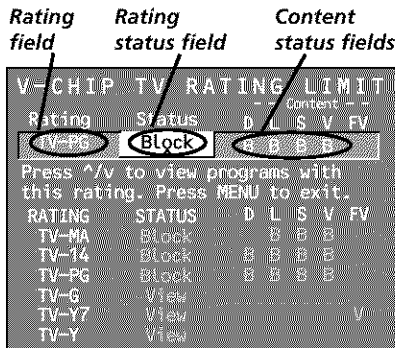 Rating field
Rating status field
Content status fields
V-CHIP TV RATING LIMIT
- - Content - -
Rating Status D L S V FV
TV-PG Block B B B B
Press ^/v to view programs with
this rating. Press MENU to exit.
RATING STATUS D L S V FV
TV-MA Block B B B
TV-14 Block B B B B
TV-PG Block B B B B
TV-G View
TV-Y7 View V
TV-Y View